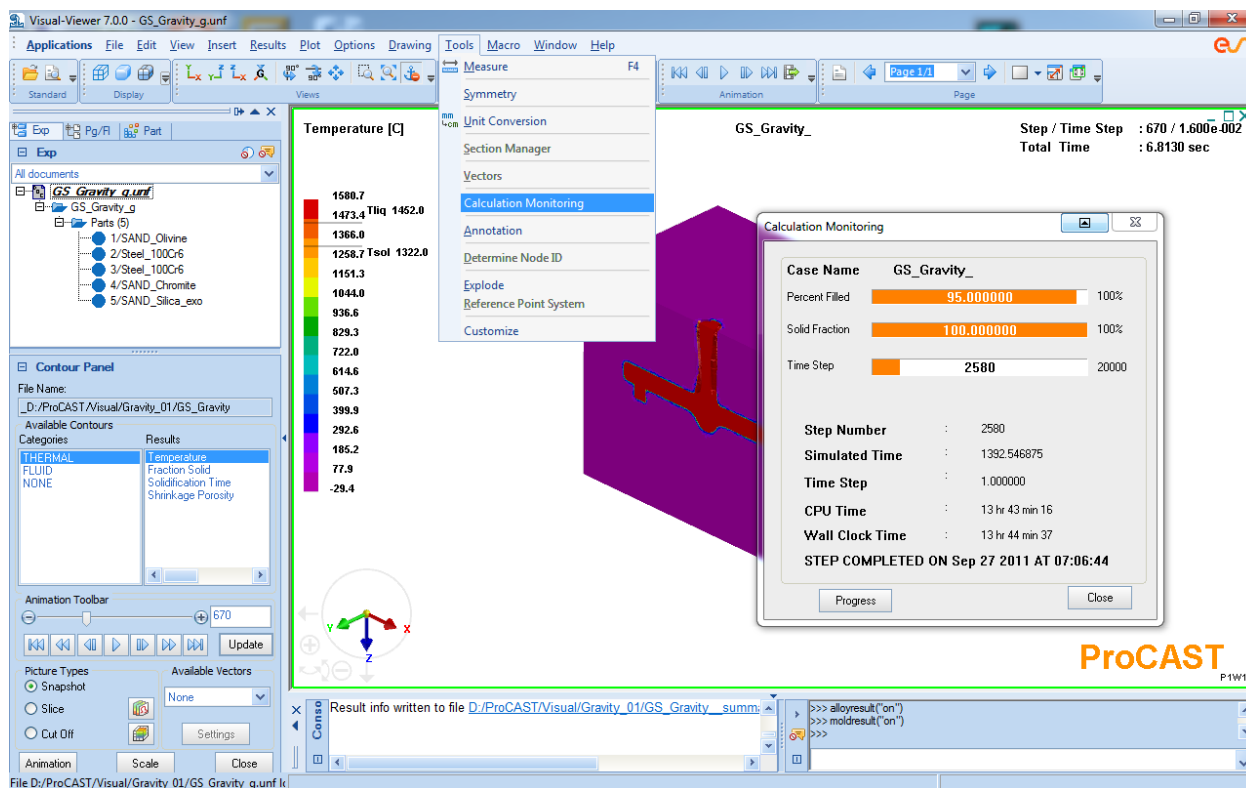 Visual-Viewer 7.0.0 - GS_Gravity_g.unf
Applications File Edit View Insert Results Plot Options Drawing Tools Macro Window Help
Standard Display Views Animation Page
Page 1/1
Measure F4
Symmetry
Unit Conversion
Section Manager
Vectors
Calculation Monitoring
Annotation
Determine Node ID
Explode
Reference Point System
Customize
Exp Pg/Fl Part
Exp
All documents
GS_Gravity_g.unf
GS_Gravity_g
Parts (5)
1/SAND_Olivine
2/Steel_100Cr6
3/Steel_100Cr6
4/SAND_Chromite
5/SAND_Silica_exo
Contour Panel
File Name:
_D:/ProCAST/Visual/Gravity_01/GS_Gravity
Available Contours
Categories Results
THERMAL Temperature
FLUID Fraction Solid
NONE Solidification Time
Shrinkage Porosity
Animation Toolbar
670
Update
Picture Types Available Vectors
Snapshot
Slice None
Cut Off Settings
Animation Scale Close
Temperature [C] GS_Gravity_ Step / Time Step : 670 / 1.600e-002
Total Time : 6.8130 sec
1580.7
1473.4 Tliq 1452.0
1366.0
1258.7 Tsol 1322.0
1151.3
1044.0
936.6
829.3
722.0
614.6
507.3
399.9
292.6
185.2
77.9
-29.4
Y X
Z
Calculation Monitoring
Case Name GS_Gravity_
Percent Filled 95.000000 100%
Solid Fraction 100.000000 100%
Time Step 2580 20000
Step Number : 2580
Simulated Time : 1392.546875
Time Step : 1.000000
CPU Time : 13 hr 43 min 16
Wall Clock Time : 13 hr 44 min 37
STEP COMPLETED ON Sep 27 2011 AT 07:06:44
Progress Close
ProCAST
P1W1
Conso
Result info written to file D:/ProCAST/Visual/Gravity_01/GS_Gravity__summ
>>> alloyresult("on")
>>> moldresult("on")
>>>
File D:/ProCAST/Visual/Gravity_01/GS_Gravity_g.unf